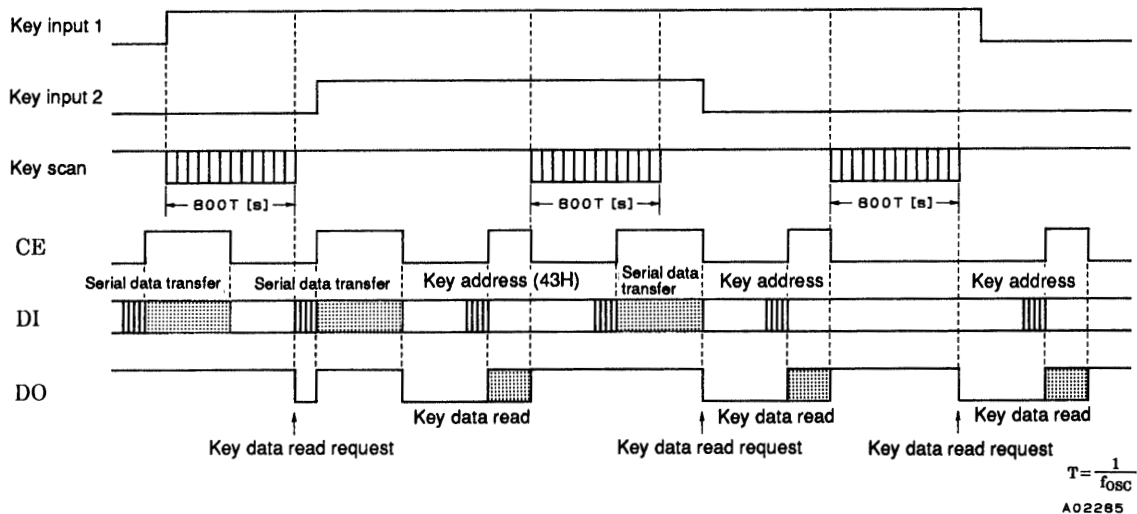 Key input 1
Key input 2
Key scan
800T [s]
800T [s]
800T [s]
CE
Serial data transfer
Serial data transfer
Key address (43H)
Serial data
transfer
Key address
Key address
DI
DO
Key data read
Key data read
Key data read
Key data read request
Key data read request
Key data read request
T= 1
fosc
A02285